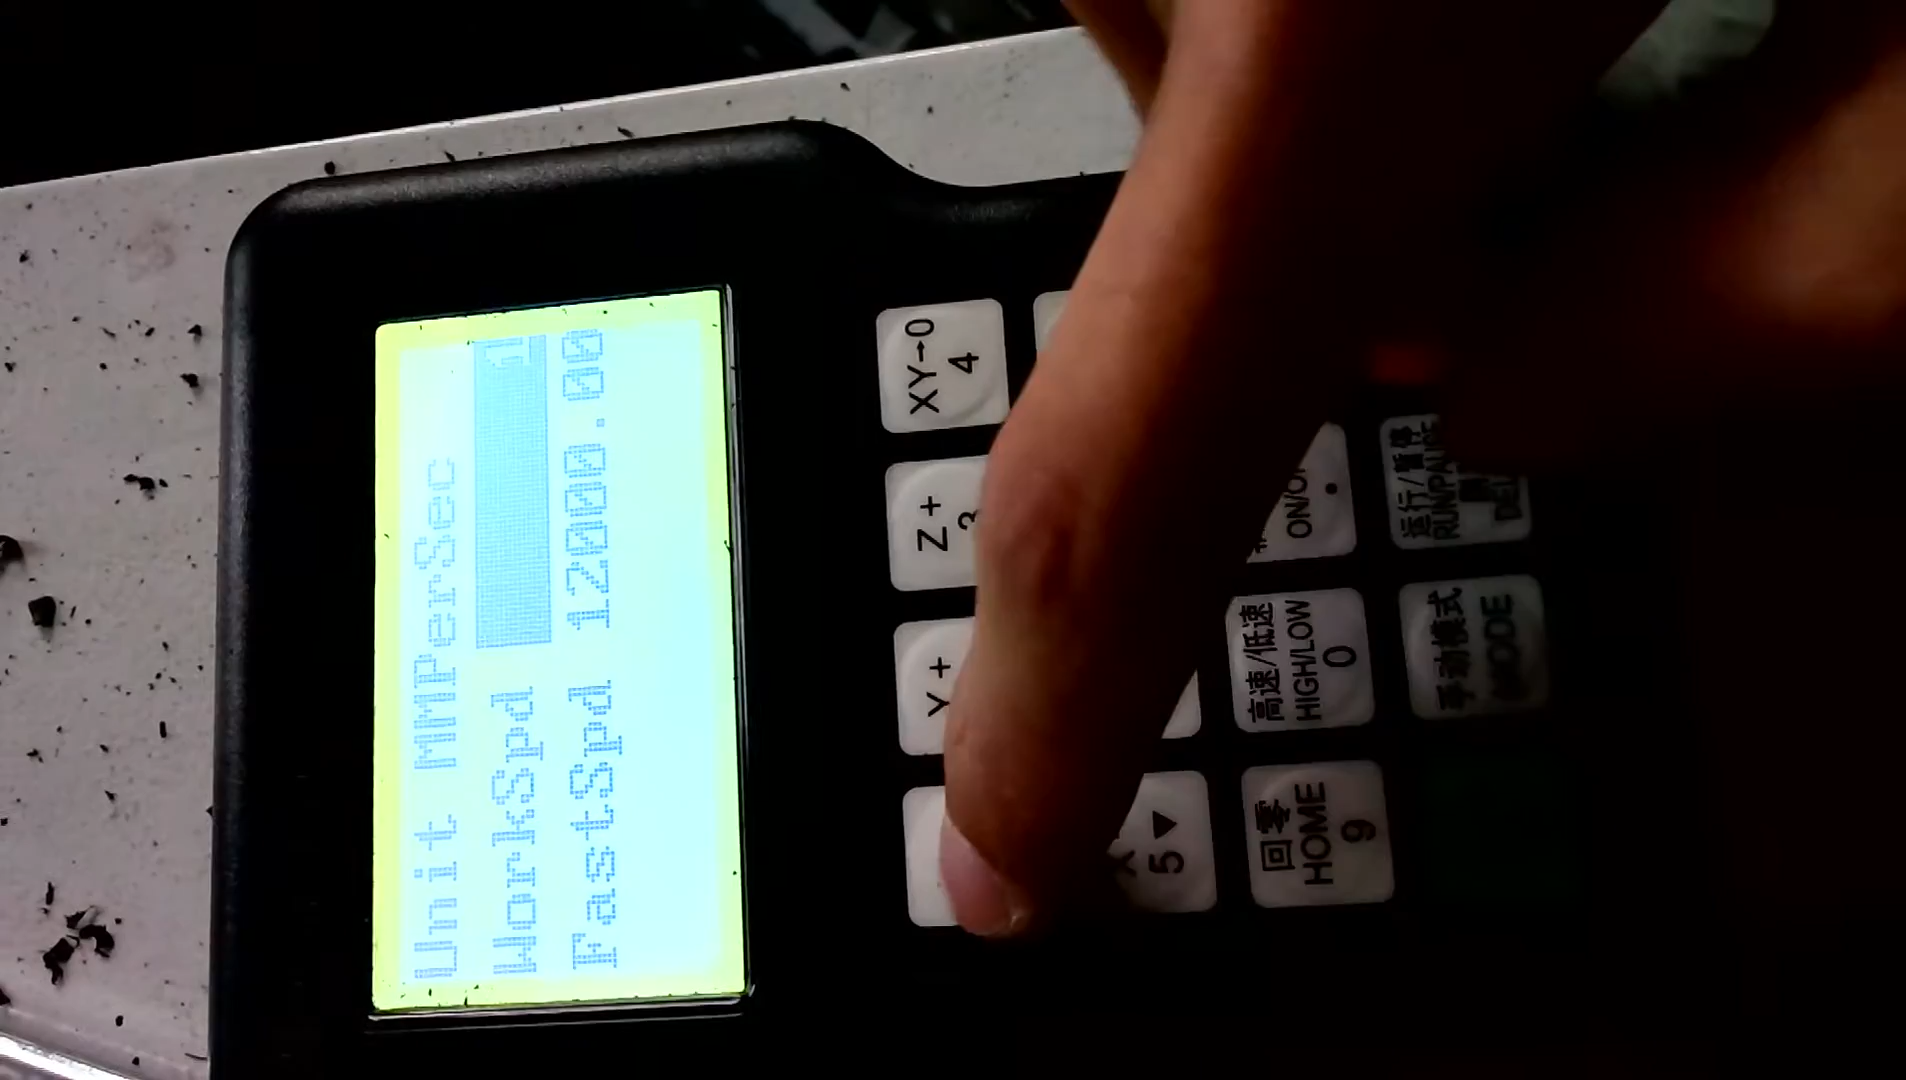 Unit MMPerSec
WorkSpd
FastSpd 12000.00
XY→0
4
Z+
3
Y+
ON/O
.
运行/暂停
RUN/PAUSE
DEL
X
5▼
高速/低速
HIGH/LOW
0
手动模式
MODE
回零
HOME
9